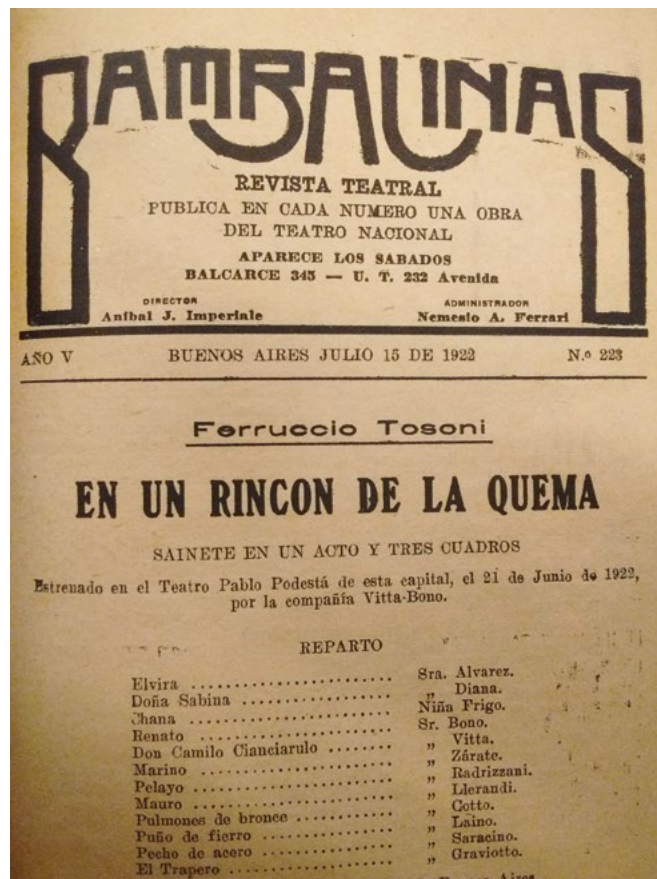 BAMBALINAS
REVISTA TEATRAL
PUBLICA EN CADA NUMERO UNA OBRA
DEL TEATRO NACIONAL
APARECE LOS SABADOS
BALCARCE 345 — U. T. 232 Avenida
DIRECTOR
Aníbal J. Imperiale
ADMINISTRADOR
Nemesio A. Ferrari
AÑO V BUENOS AIRES JULIO 15 DE 1922 N.º 223
Ferruccio Tosoni
EN UN RINCON DE LA QUEMA
SAINETE EN UN ACTO Y TRES CUADROS
Estrenado en el Teatro Pablo Podestá de esta capital, el 21 de Junio de 1922,
por la compañía Vitta-Bono.
REPARTO
Elvira ........................ Sra. Alvarez.
Doña Sabina ........................ „ Diana.
Chana ........................ Niña Frigo.
Renato ........................ Sr. Bono.
Don Camilo Cianciarulo ........ „ Vitta.
Marino ........................ „ Zárate.
Pelayo ........................ „ Radrizzani.
Mauro ........................ „ Llerandi.
Pulmones de bronce ............ „ Cotto.
Puño de fierro ................ „ Laino.
Pecho de acero ................ „ Saracino.
El Trapero .................... „ Graviotto.